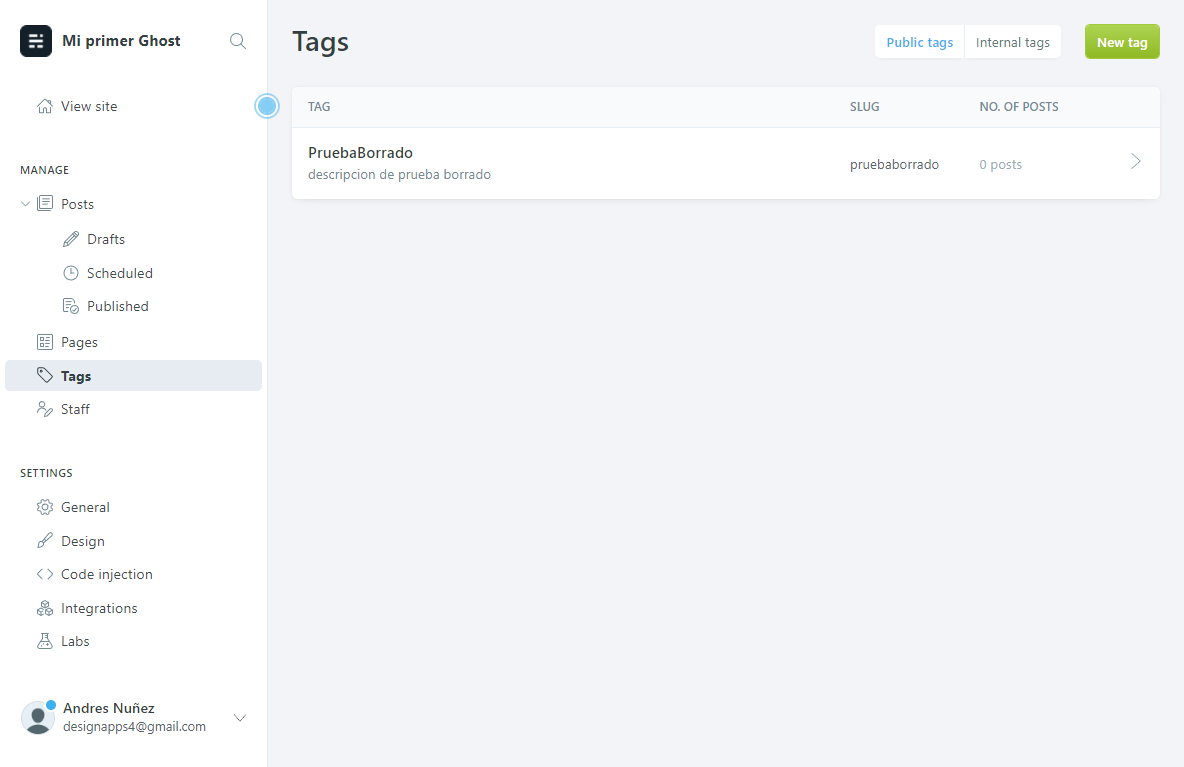 Mi primer Ghost
View site
MANAGE
Posts
Drafts
Scheduled
Published
Pages
Tags
Staff
SETTINGS
General
Design
Code injection
Integrations
Labs
Andres Nuñez
designapps4@gmail.com
Tags
Public tags Internal tags New tag
TAG SLUG NO. OF POSTS
PruebaBorrado
descripcion de prueba borrado
pruebaborrado 0 posts